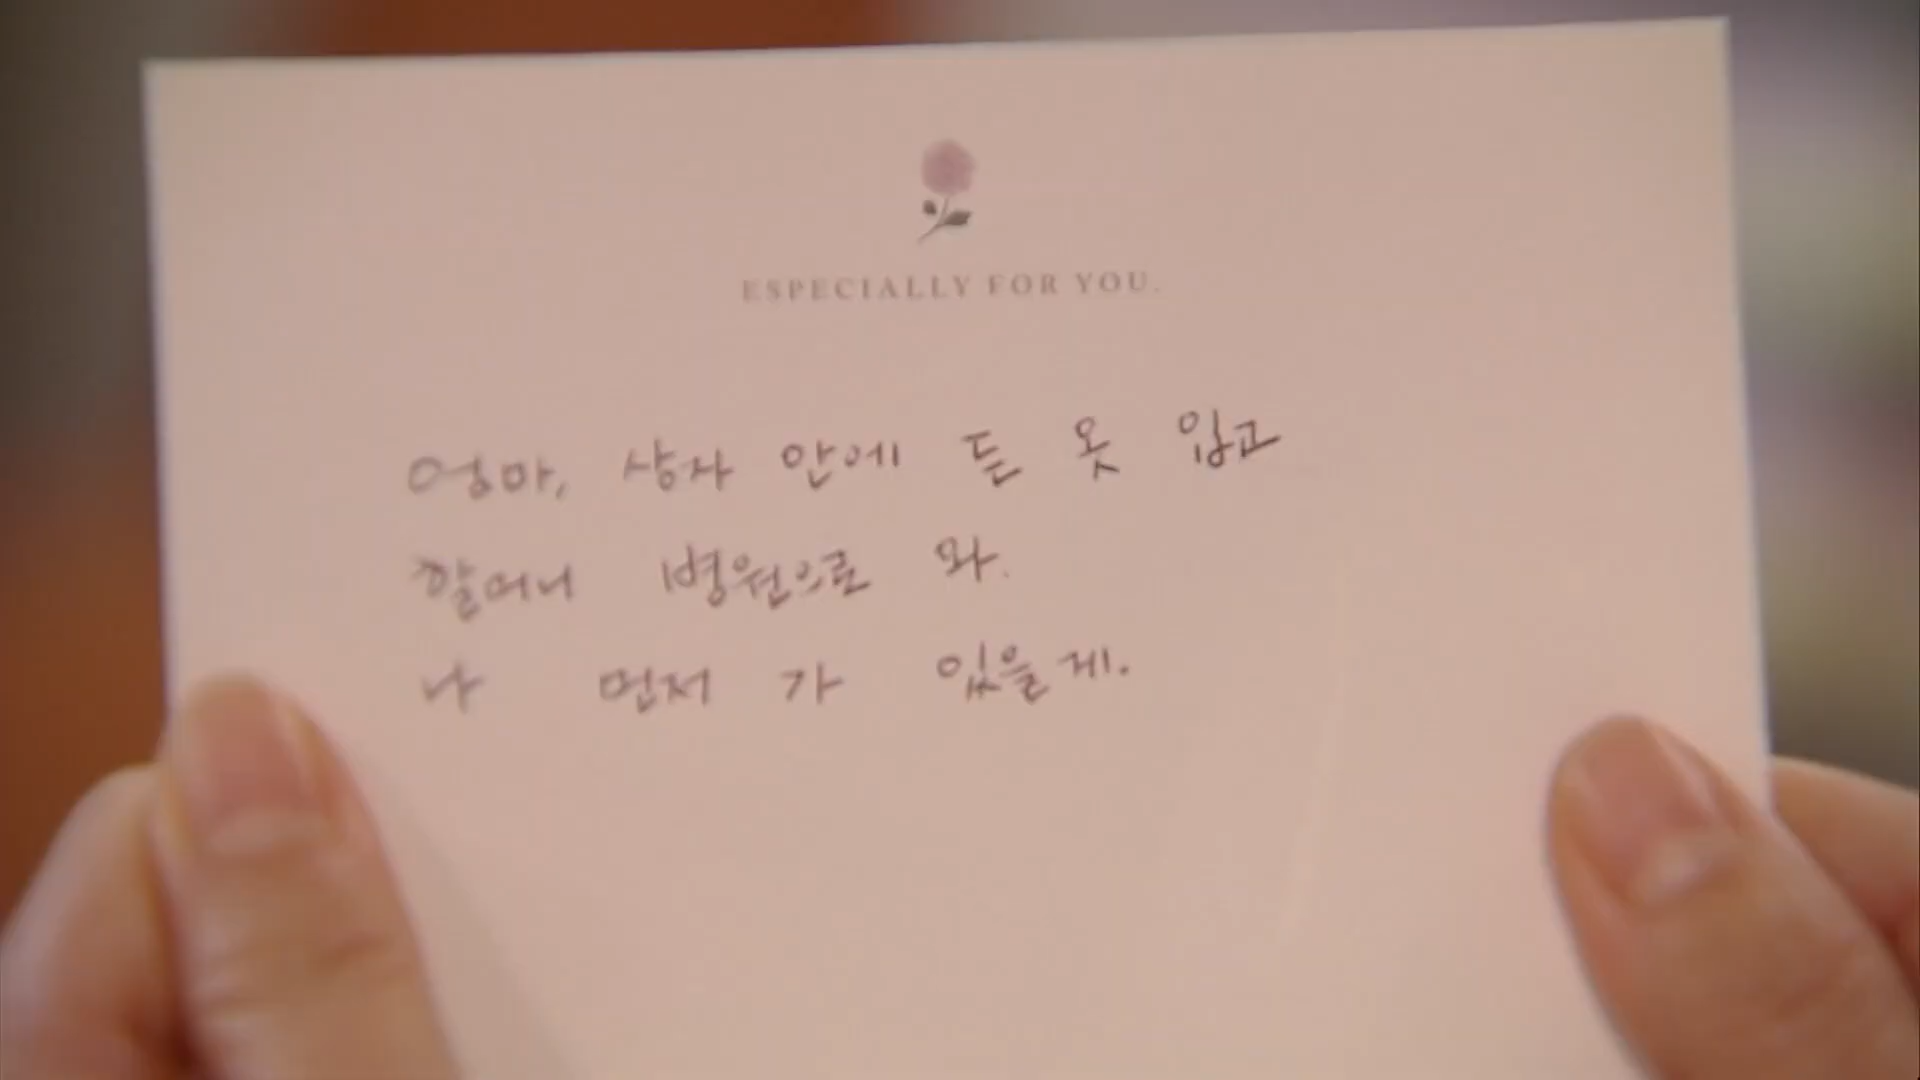 ESPECIALLY FOR YOU.
엄마, 상자 안에 든 옷 입고
할머니 병원으로 와.
나 먼저 가 있을게.